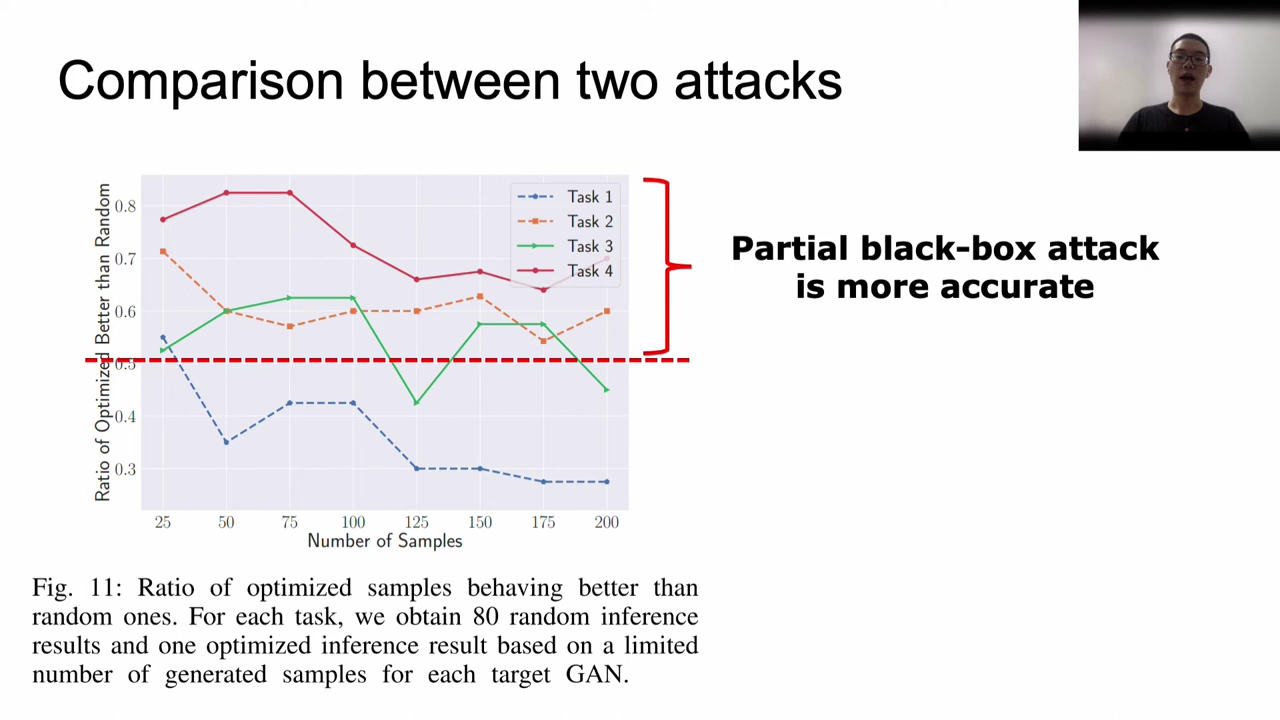 Comparison between two attacks
Ratio of Optimized Better than Random
0.8
0.7
0.6
0.5
0.4
0.3
Task 1
Task 2
Task 3
Task 4
25 50 75 100 125 150 175 200
Number of Samples
Partial black-box attack
is more accurate
Fig. 11: Ratio of optimized samples behaving better than
random ones. For each task, we obtain 80 random inference
results and one optimized inference result based on a limited
number of generated samples for each target GAN.